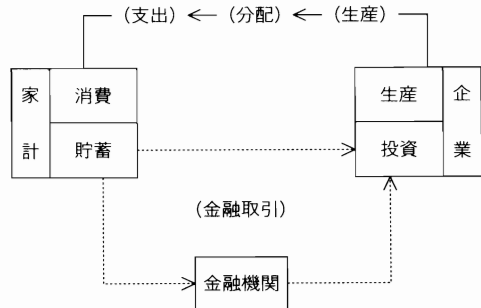 （支出）←（分配）←（生産）
家計 消費 生産 企業
貯蓄 投資
（金融取引）
金融機関